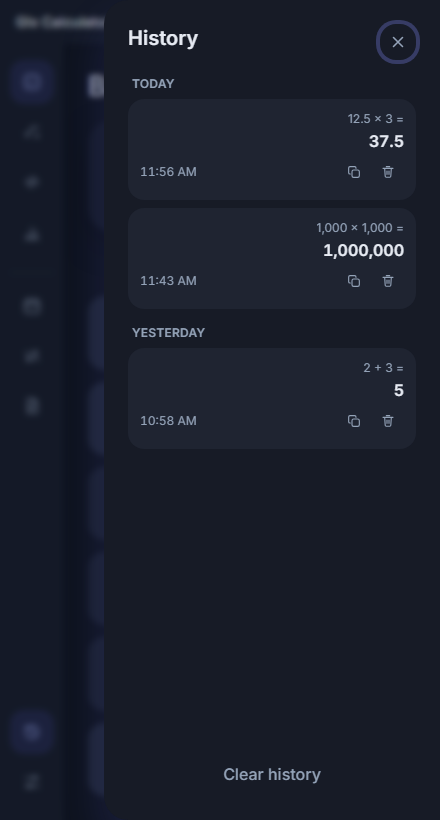 History
TODAY
12.5 × 3 =
37.5
11:56 AM
1,000 × 1,000 =
1,000,000
11:43 AM
YESTERDAY
2 + 3 =
5
10:58 AM
Clear history